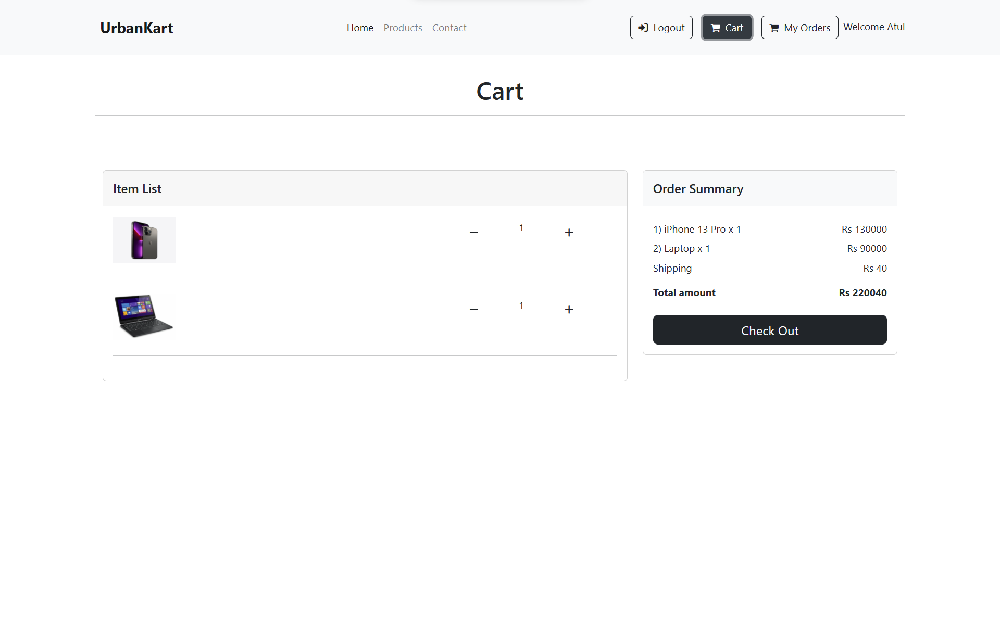 UrbanKart
Home Products Contact
Logout Cart My Orders Welcome Atul
Cart
Item List
− 1 +
− 1 +
Order Summary
1) iPhone 13 Pro x 1 Rs 130000
2) Laptop x 1 Rs 90000
Shipping Rs 40
Total amount Rs 220040
Check Out